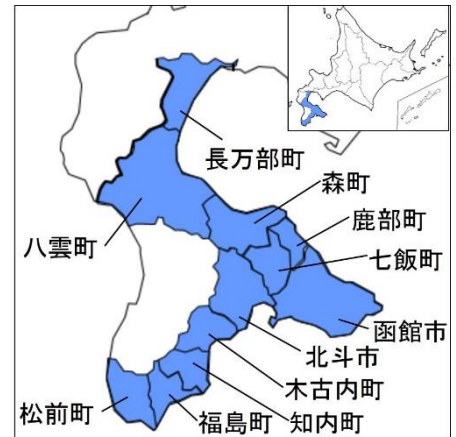 長万部町
森町
鹿部町
八雲町
七飯町
函館市
北斗市
木古内町
松前町
福島町
知内町